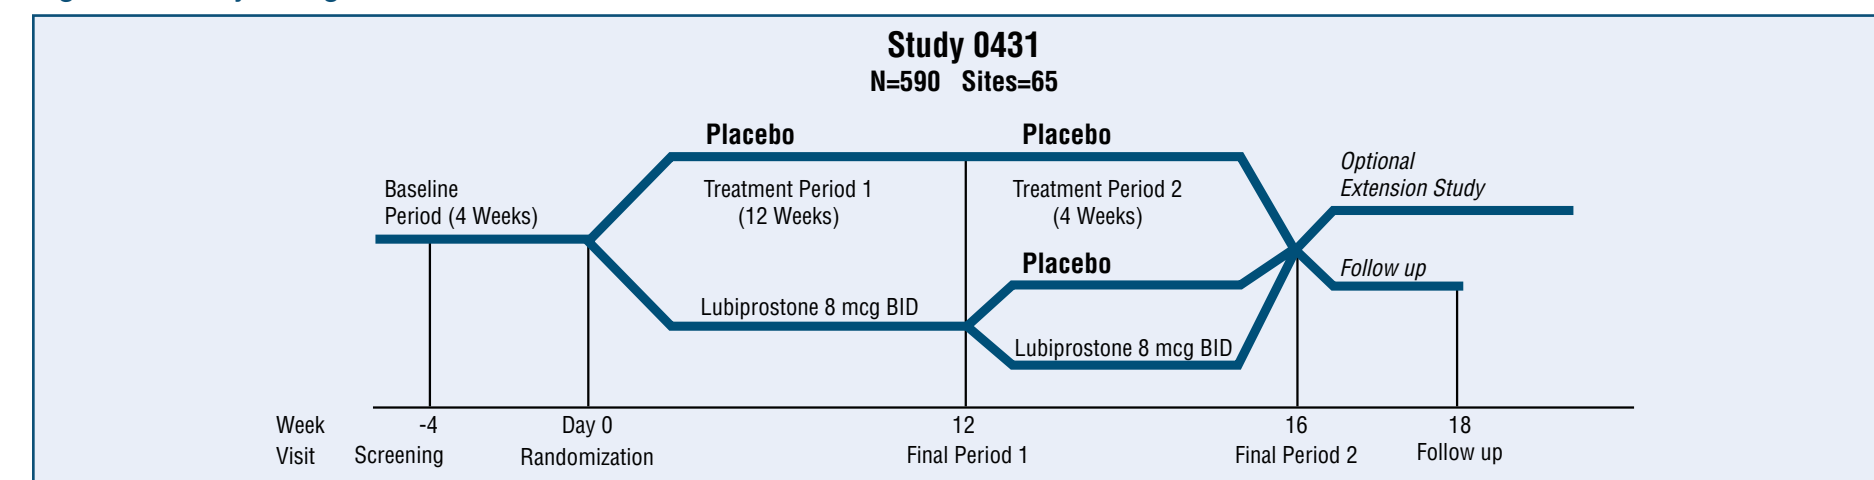 Study 0431
N=590 Sites=65
Placebo
Placebo
Optional
Extension Study
Baseline
Period (4 Weeks)
Treatment Period 1
(12 Weeks)
Treatment Period 2
(4 Weeks)
Placebo
Follow up
Lubiprostone 8 mcg BID
Lubiprostone 8 mcg BID
Week -4 Day 0 12 16 18
Visit Screening Randomization Final Period 1 Final Period 2 Follow up